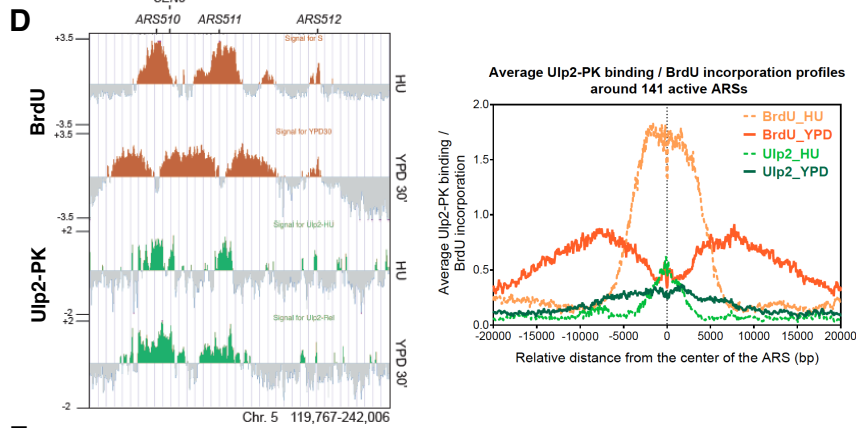 D
ARS510 ARS511 ARS512
+3.5
Signal for S
BrdU
HU
-3.5
+3.5
Signal for YPD30
YPD 30'
-3.5
+2
Signal for Ulp2-HU
Ulp2-PK
HU
-2
+2
Signal for Ulp2-Rel
YPD 30'
-2
Chr. 5 119,767-242,006
Average Ulp2-PK binding / BrdU incorporation profiles
around 141 active ARSs
Average Ulp2-PK binding /
BrdU incorporation
2.0
1.5
1.0
0.5
0.0
BrdU_HU
BrdU_YPD
Ulp2_HU
Ulp2_YPD
-20000 -15000 -10000 -5000 0 5000 10000 15000 20000
Relative distance from the center of the ARS (bp)